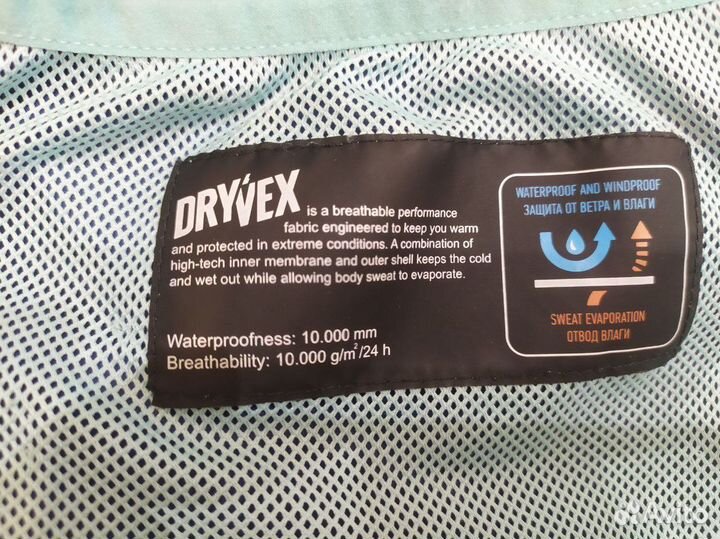 DRYVEX is a breathable performance
fabric engineered to keep you warm
and protected in extreme conditions. A combination of
high-tech inner membrane and outer shell keeps the cold
and wet out while allowing body sweat to evaporate.
Waterproofness: 10.000 mm
Breathability: 10.000 g/m²/24 h
WATERPROOF AND WINDPROOF
ЗАЩИТА ОТ ВЕТРА И ВЛАГИ
SWEAT EVAPORATION
ОТВОД ВЛАГИ
Avito